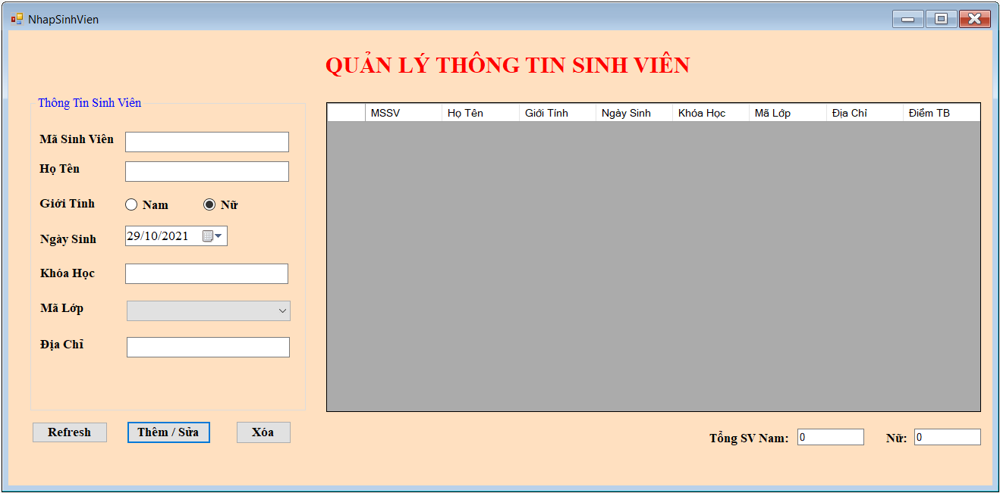 NhapSinhVien
QUẢN LÝ THÔNG TIN SINH VIÊN
Thông Tin Sinh Viên
Mã Sinh Viên
Họ Tên
Giới Tính Nam Nữ
Ngày Sinh 29/10/2021
Khóa Học
Mã Lớp
Địa Chỉ
MSSV Họ Tên Giới Tính Ngày Sinh Khóa Học Mã Lớp Địa Chỉ Điểm TB
Refresh Thêm / Sửa Xóa
Tổng SV Nam: 0 Nữ: 0